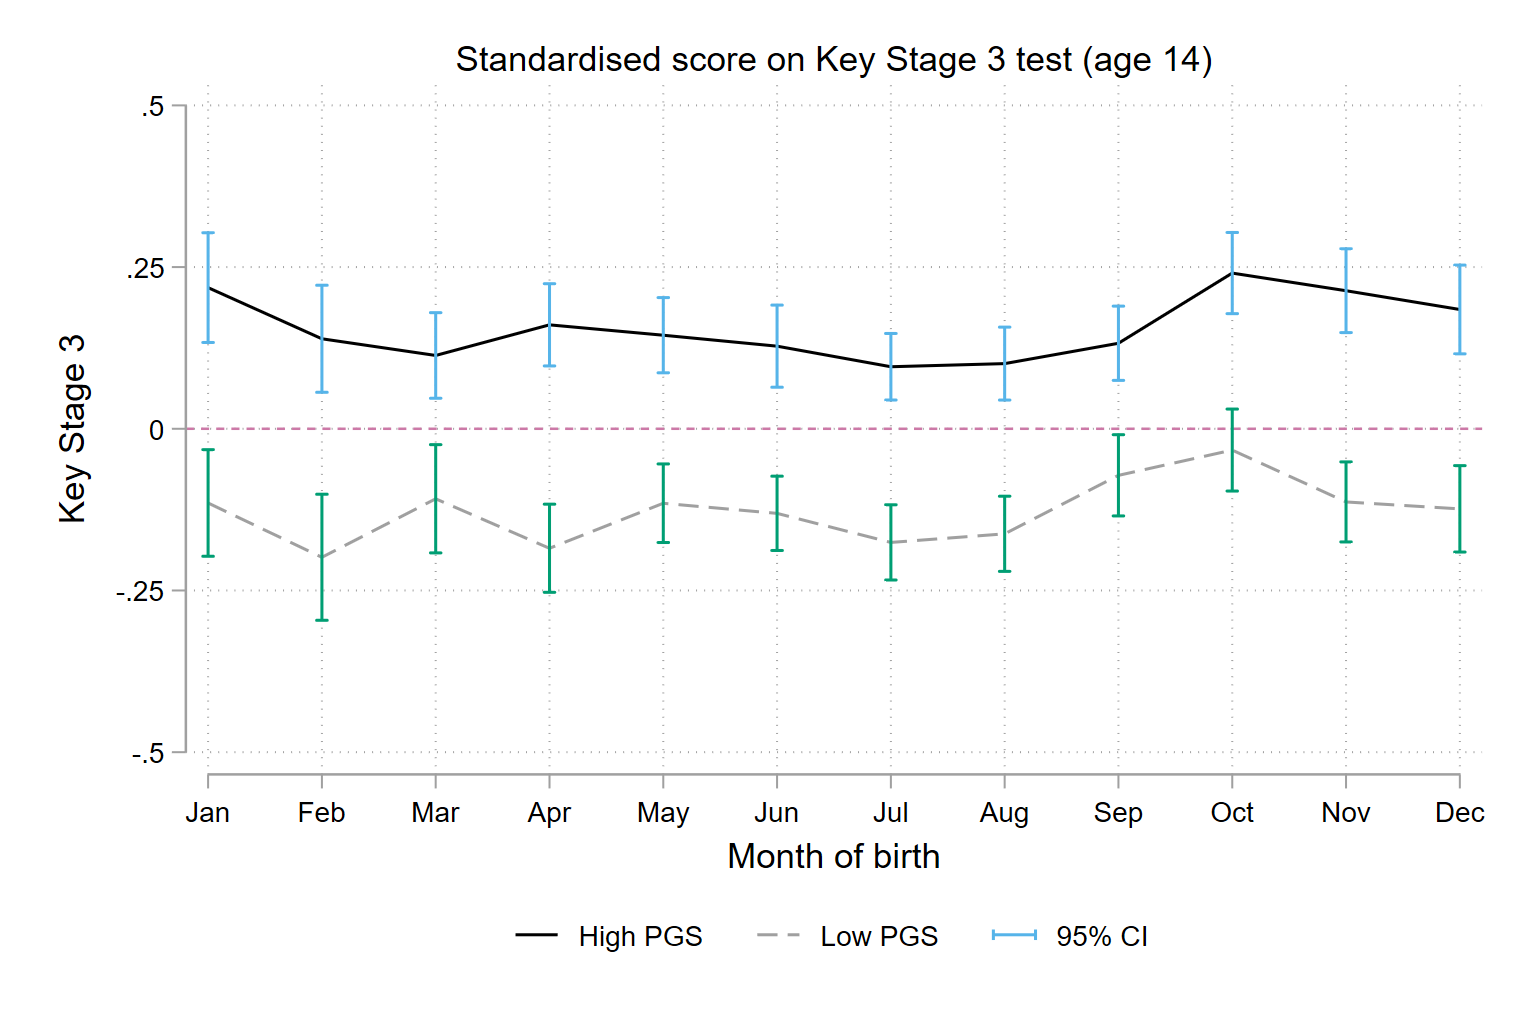 Standardised score on Key Stage 3 test (age 14)
.5
.25
0
-.25
-.5
Key Stage 3
Jan Feb Mar Apr May Jun Jul Aug Sep Oct Nov Dec
Month of birth
High PGS Low PGS 95% CI